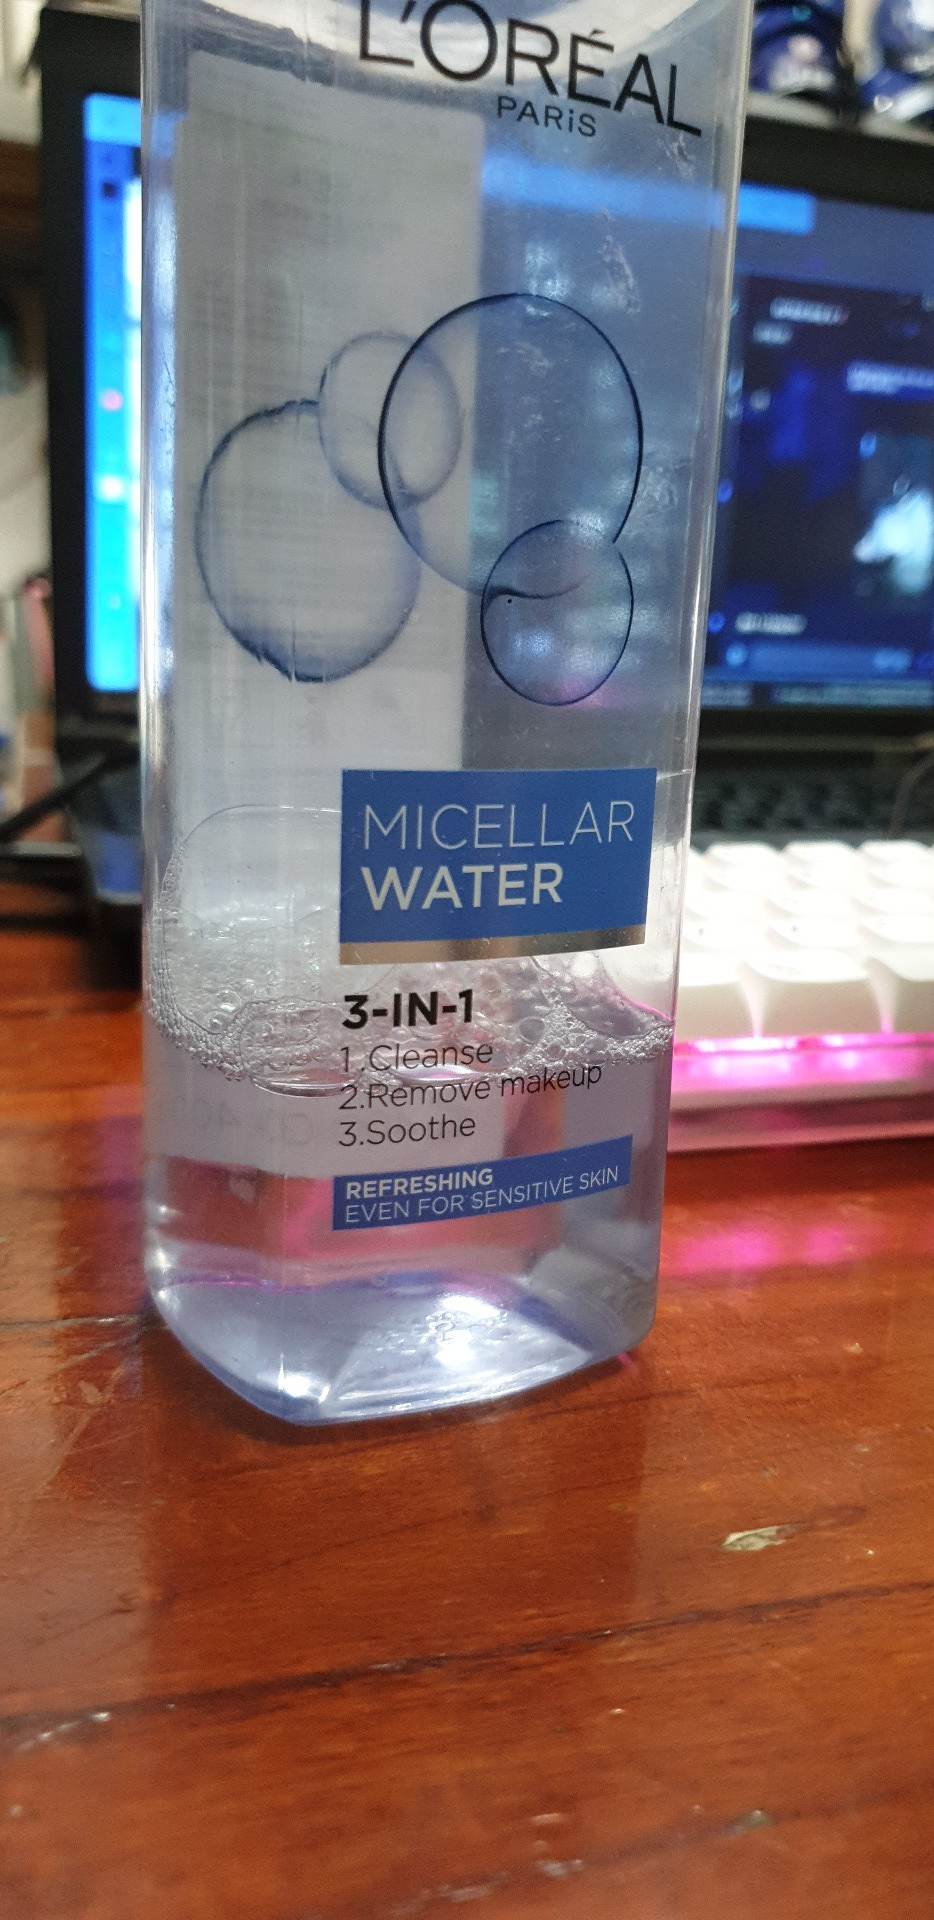 L'ORÉAL
PARiS
MICELLAR
WATER
3-IN-1
1.Cleanse
2.Remove makeup
3.Soothe
REFRESHING
EVEN FOR SENSITIVE SKIN